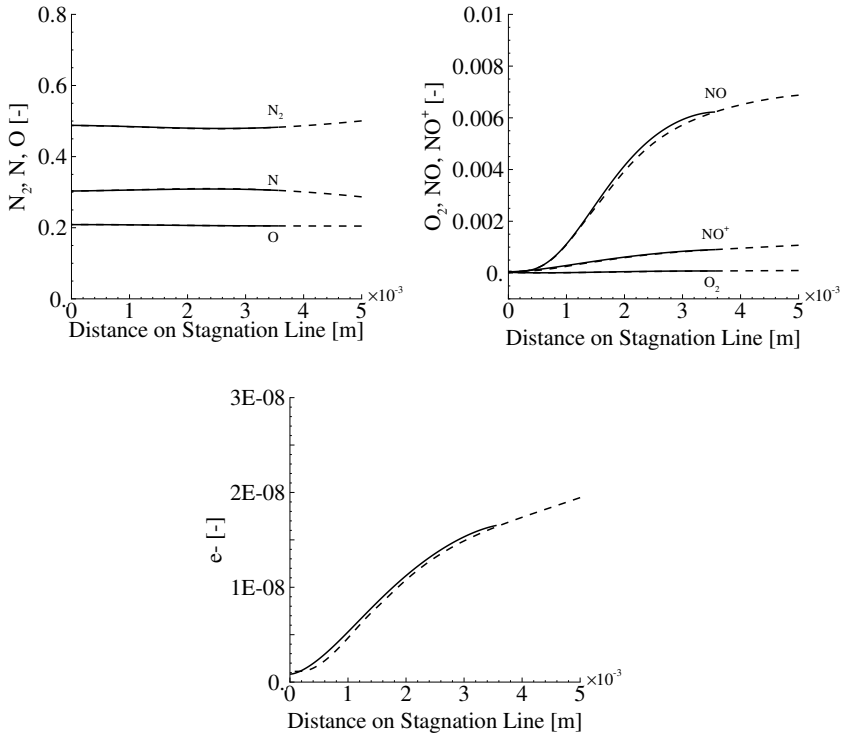 0.8
0.6
0.4
0.2
0.
N₂, N, O [-]
N₂
N
O
0 1 2 3 4 5
×10⁻³
Distance on Stagnation Line [m]
0.01
0.008
0.006
0.004
0.002
0.
O₂, NO, NO⁺ [-]
NO
NO⁺
O₂
0 1 2 3 4 5
×10⁻³
Distance on Stagnation Line [m]
3E-08
2E-08
1E-08
0.
e- [-]
0 1 2 3 4 5
×10⁻³
Distance on Stagnation Line [m]